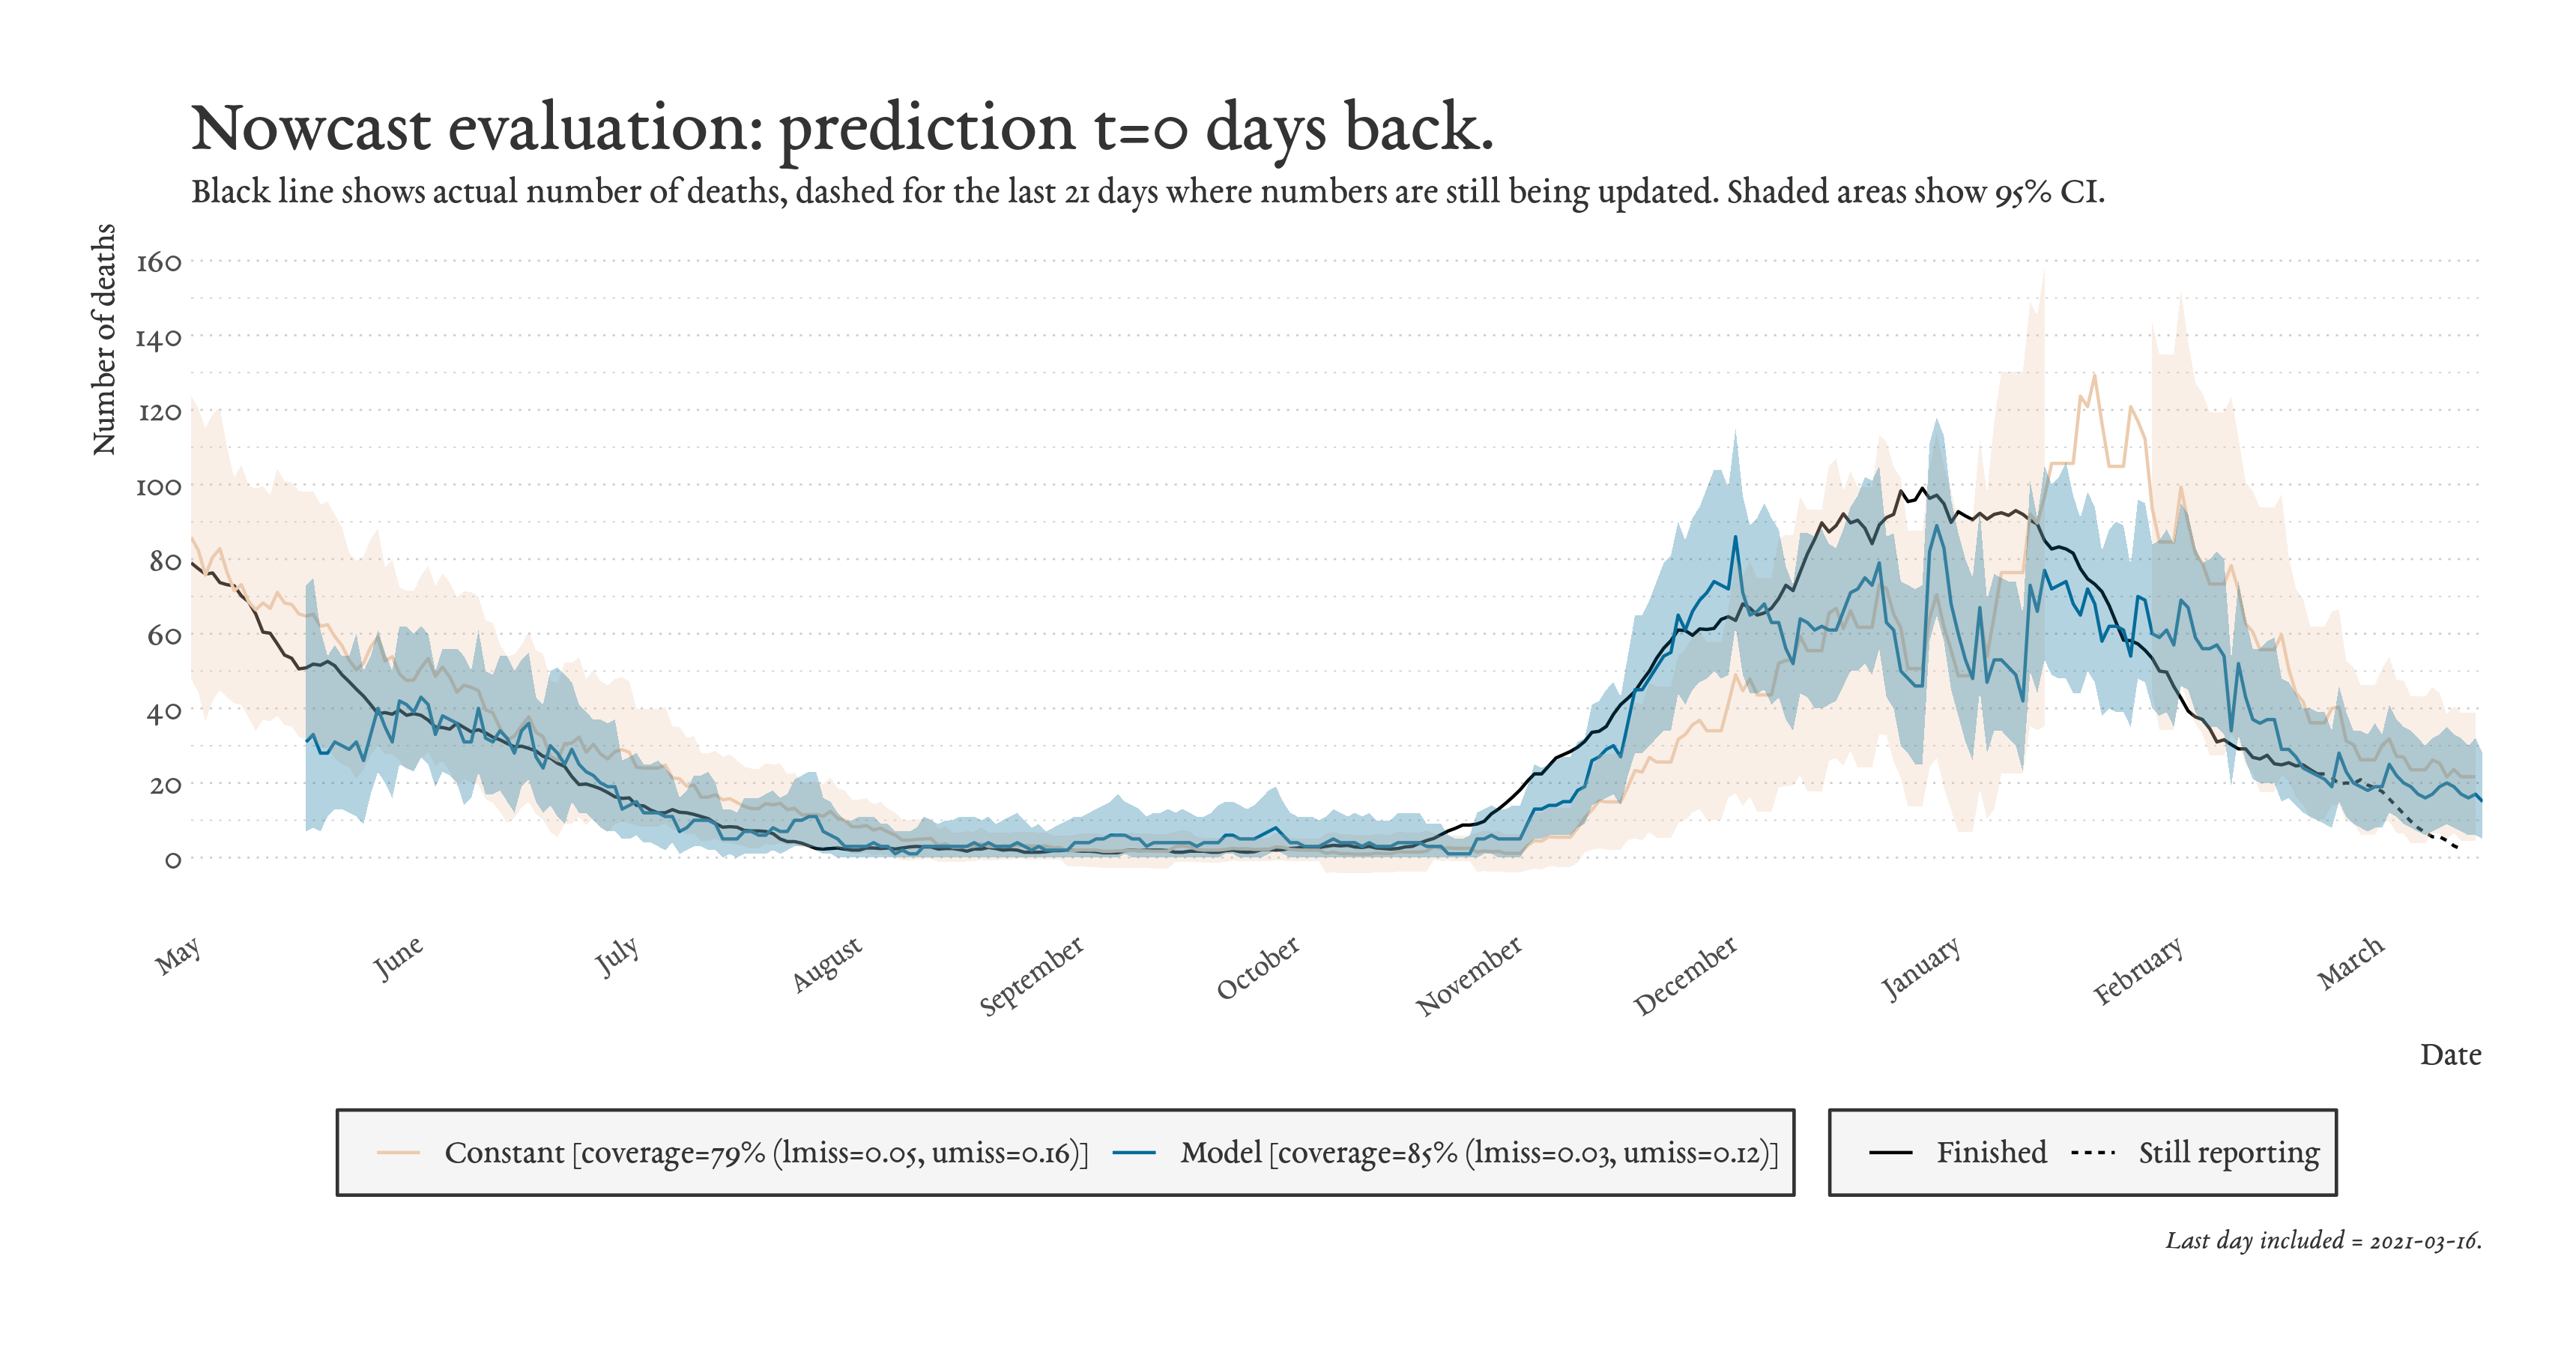 Nowcast evaluation: prediction t=0 days back.
Black line shows actual number of deaths, dashed for the last 21 days where numbers are still being updated. Shaded areas show 95% CI.
Number of deaths
160
140
120
100
80
60
40
20
0
May
June
July
August
September
October
November
December
January
February
March
Date
Constant [coverage=79% (lmiss=0.05, umiss=0.16)]
Model [coverage=85% (lmiss=0.03, umiss=0.12)]
Finished
Still reporting
Last day included = 2021-03-16.